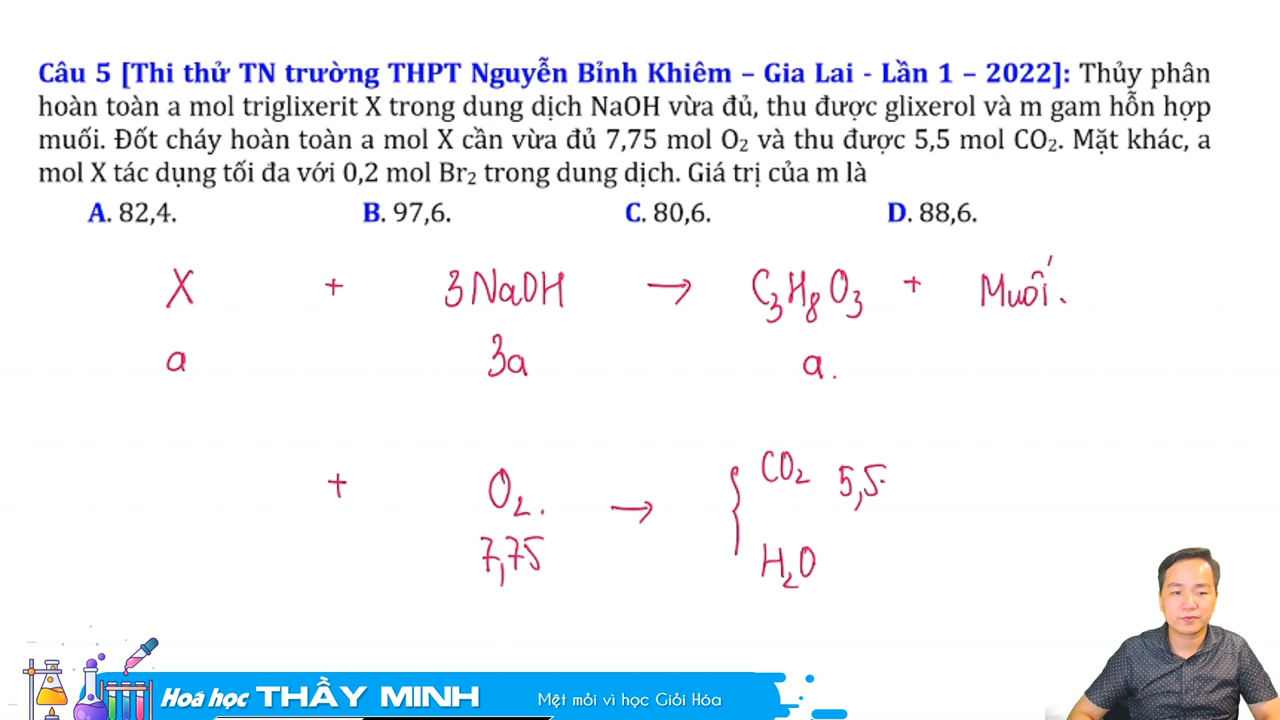 Câu 5 [Thi thử TN trường THPT Nguyễn Bỉnh Khiêm – Gia Lai - Lần 1 – 2022]: Thủy phân
hoàn toàn a mol triglixerit X trong dung dịch NaOH vừa đủ, thu được glixerol và m gam hỗn hợp
muối. Đốt cháy hoàn toàn a mol X cần vừa đủ 7,75 mol O₂ và thu được 5,5 mol CO₂. Mặt khác, a
mol X tác dụng tối đa với 0,2 mol Br₂ trong dung dịch. Giá trị của m là
A. 82,4. B. 97,6. C. 80,6. D. 88,6.
X + 3NaOH → C₃H₈O₃ + Muối.
a 3a a.
+ O₂. → { CO₂ 5,5.
7,75 H₂O
Hoá học THẦY MINH Mệt mỏi vì học Giỏi Hóa